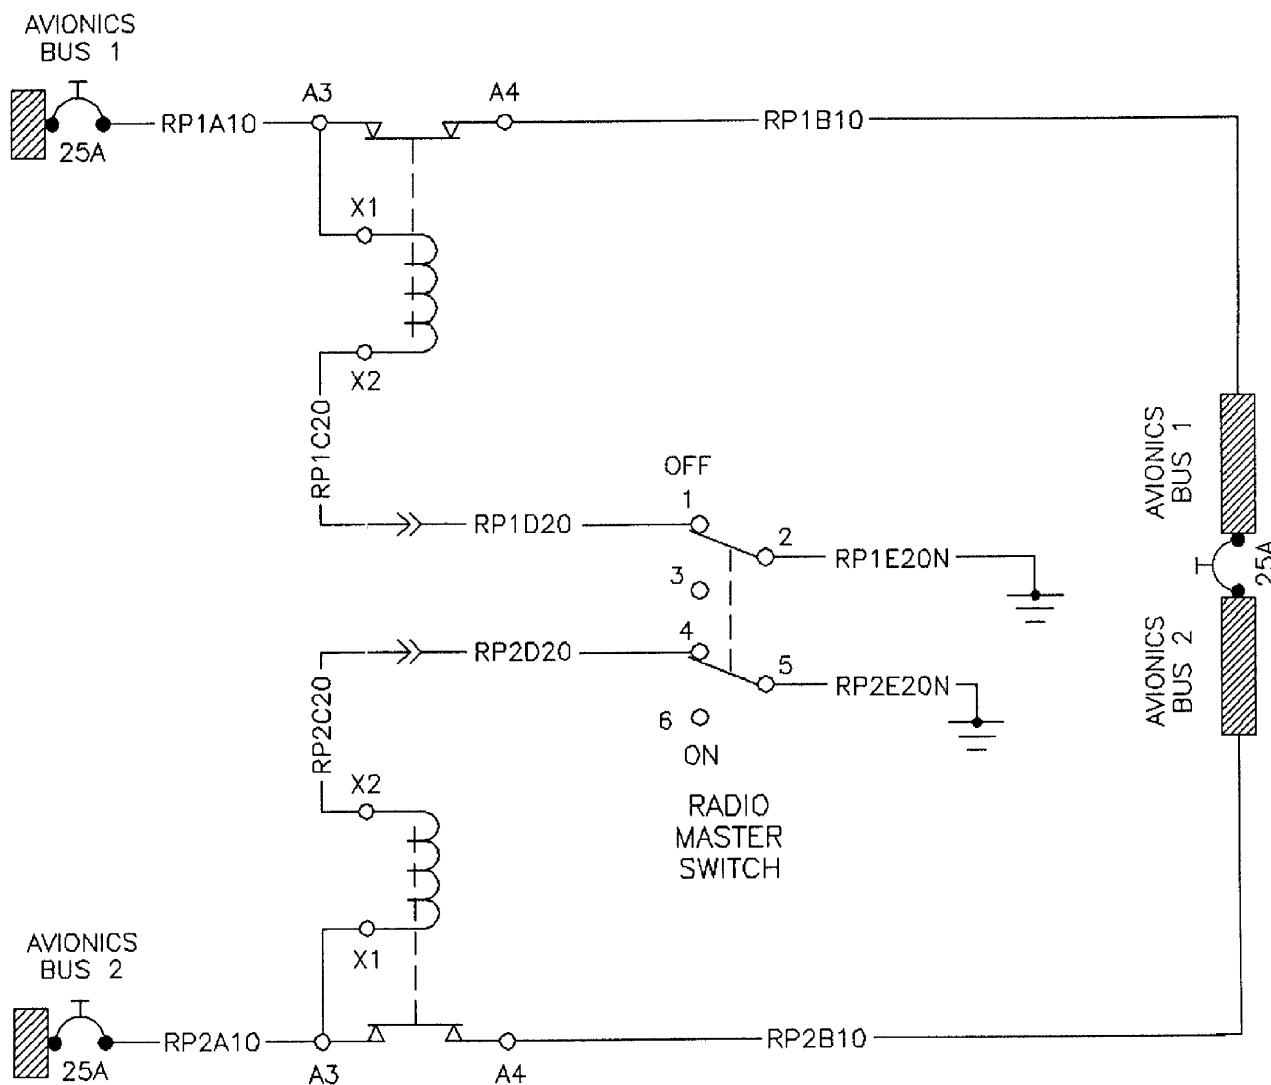 AVIONICS
BUS 1
25A
RP1A10
A3
A4
RP1B10
X1
X2
RP1C20
OFF
1
RP1D20
2
RP1E20N
3
4
RP2D20
5
RP2E20N
6
ON
RADIO
MASTER
SWITCH
AVIONICS
BUS 1
25A
AVIONICS
BUS 2
RP2C20
X2
X1
AVIONICS
BUS 2
25A
RP2A10
A3
A4
RP2B10